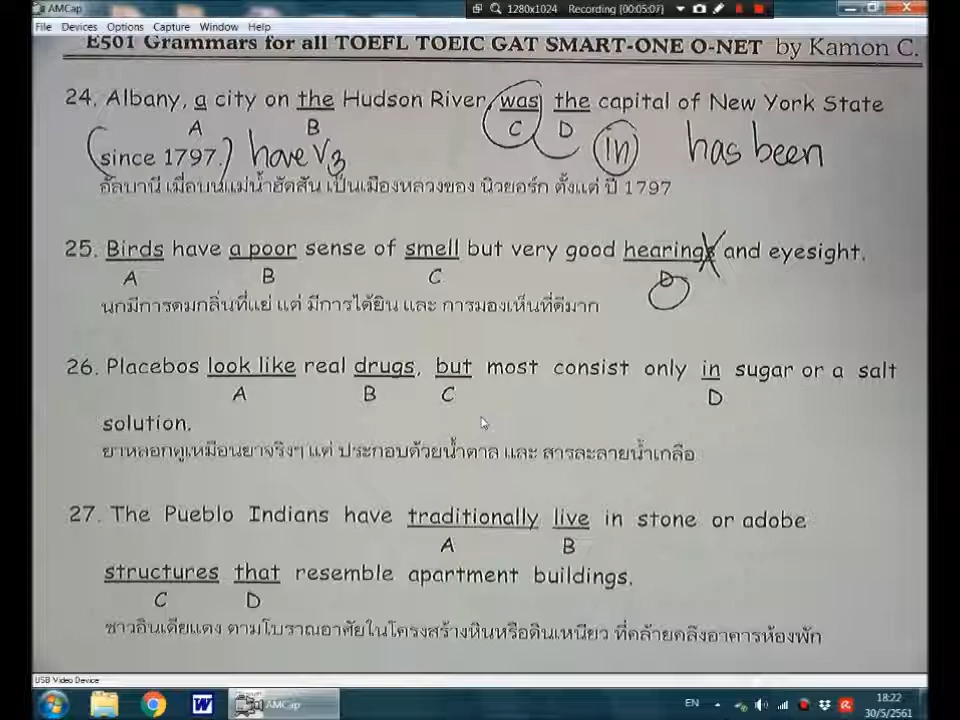 AMCap
1280x1024 Recording [00:05:07]
File Devices Options Capture Window Help
E501 Grammars for all TOEFL TOEIC GAT SMART-ONE O-NET by Kamon C.
24. Albany, a city on the Hudson River, was the capital of New York State
A B C D
since 1797. have V3 in has been
อัลบานี เมื่อบนแม่น้ำฮัดสัน เป็นเมืองหลวงของ นิวยอร์ก ตั้งแต่ ปี 1797
25. Birds have a poor sense of smell but very good hearings and eyesight.
A B C D
นกมีการดมกลิ่นที่แย่ แต่ มีการได้ยิน และ การมองเห็นที่ดีมาก
26. Placebos look like real drugs, but most consist only in sugar or a salt
A B C D
solution.
ยาหลอกดูเหมือนยาจริงๆ แต่ ประกอบด้วยน้ำตาล และ สารละลายน้ำเกลือ
27. The Pueblo Indians have traditionally live in stone or adobe
A B
structures that resemble apartment buildings.
C D
ชาวอินเดียแดง ตามโบราณอาศัยในโครงสร้างหินหรือดินเหนียว ที่คล้ายคลึงอาคารห้องพัก
USB Video Device
AMCap EN 18:22
30/5/2561